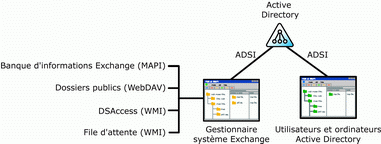 Active
Directory
ADSI
ADSI
Banque d'informations Exchange (MAPI)
Dossiers publics (WebDAV)
DSAccess (WMI)
File d'attente (WMI)
Gestionnaire
système Exchange
Utilisateurs et ordinateurs
Active Directory